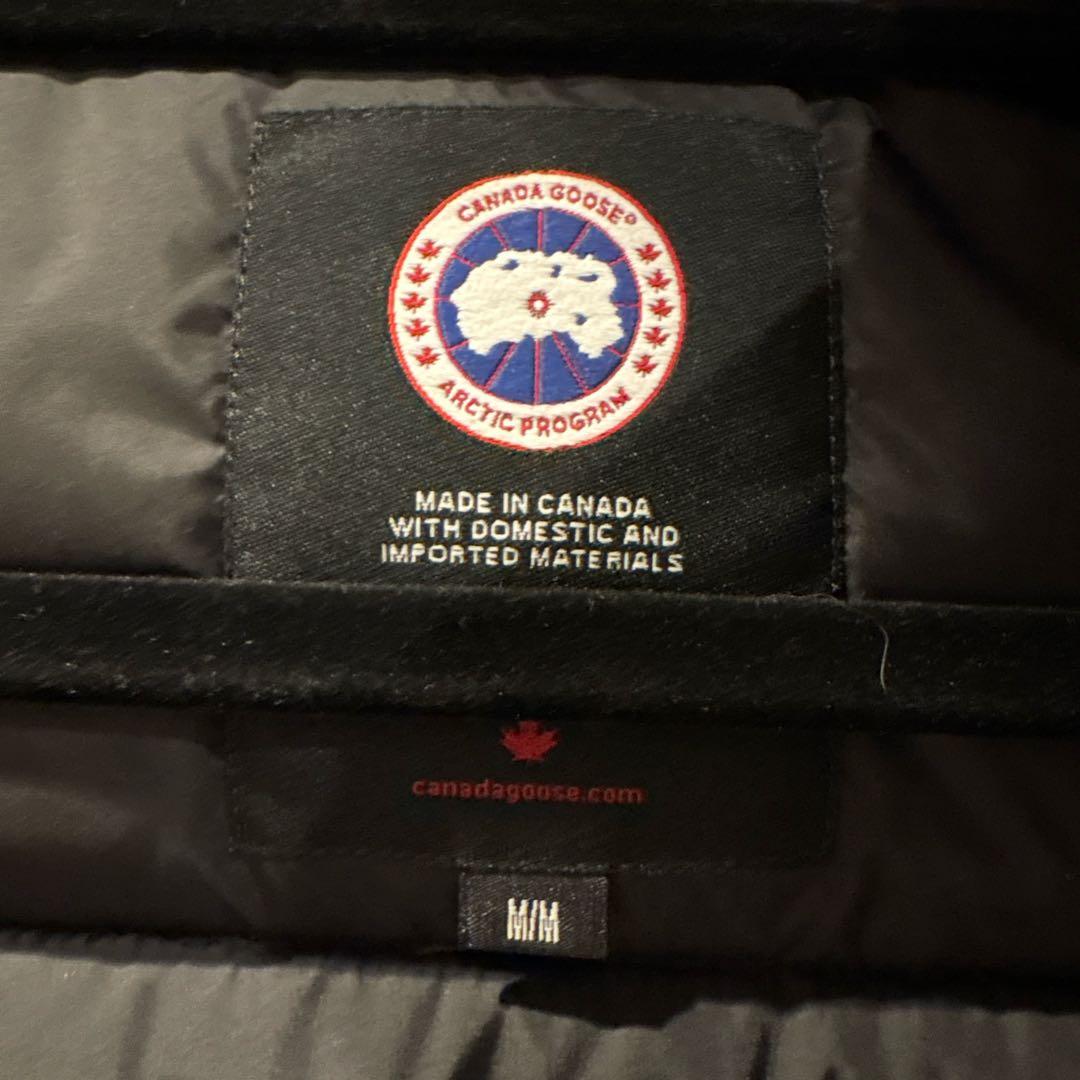 CANADA GOOSE®
ARCTIC PROGRAM
MADE IN CANADA
WITH DOMESTIC AND
IMPORTED MATERIALS
canadagoose.com
M/M